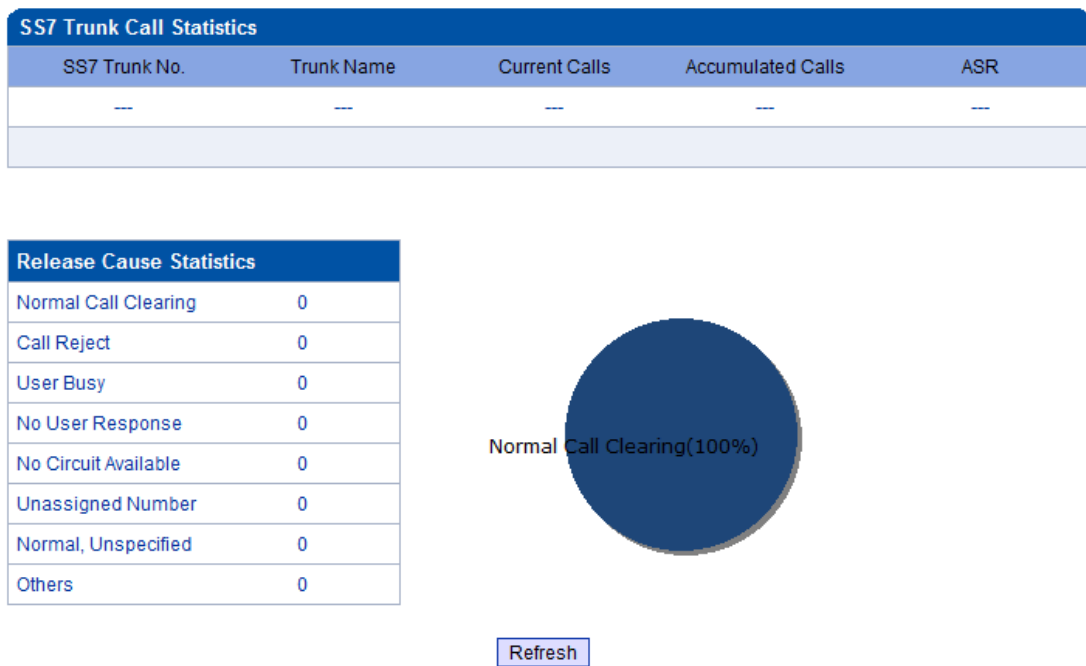 SS7 Trunk Call Statistics
SS7 Trunk No. Trunk Name Current Calls Accumulated Calls ASR
--- --- --- --- ---
Release Cause Statistics
Normal Call Clearing 0
Call Reject 0
User Busy 0
No User Response 0
No Circuit Available 0
Unassigned Number 0
Normal, Unspecified 0
Others 0
Normal Call Clearing(100%)
Refresh